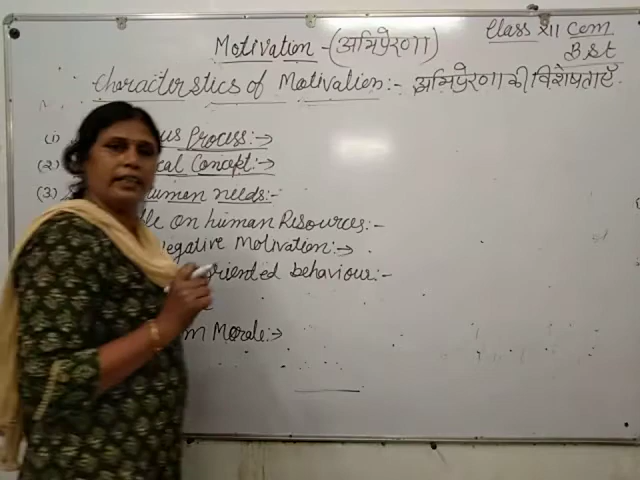 Motivation - (अभिप्रेरणा)
Class XII Com
B.St
Characteristics of Motivation:- अभिप्रेरणा की विशेषताएँ
(1) Process:->
(2) Concept:->
(3) human needs:-
on human Resources:-
Negative Motivation:->
oriented behaviour:-
Morale:->